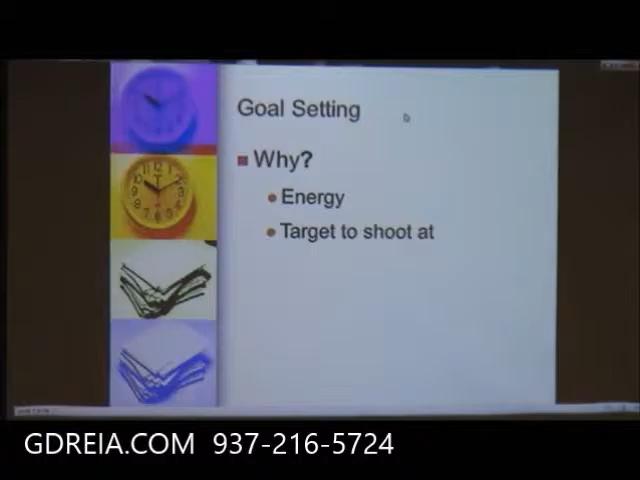 Goal Setting
Why?
Energy
Target to shoot at
GDREIA.COM 937-216-5724